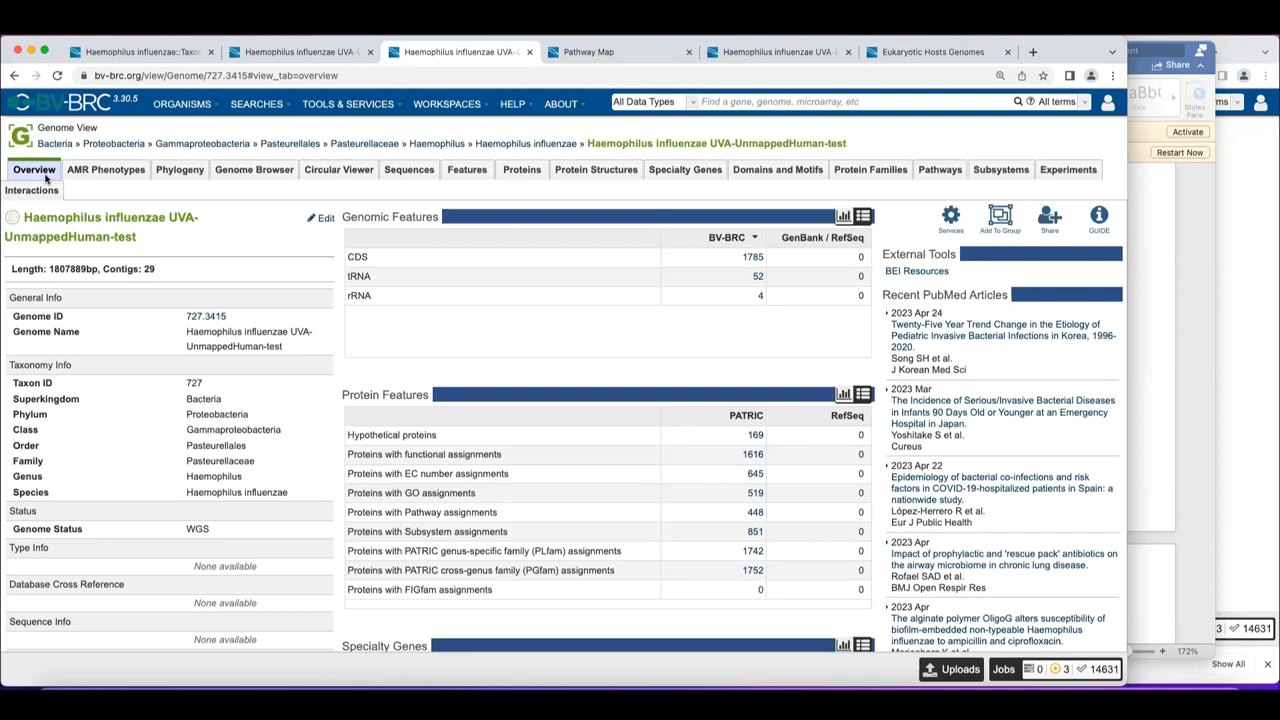 Haemophilus influenzae::Taxon ×
Haemophilus influenzae UVA-U ×
Haemophilus influenzae UVA-U ×
Pathway Map ×
Haemophilus influenzae UVA-U ×
Eukaryotic Hosts Genomes ×
bv-brc.org/view/Genome/727.3415#view_tab=overview
Share
BV-BRC 3.30.5
ORGANISMS
SEARCHES
TOOLS & SERVICES
WORKSPACES
HELP
ABOUT
All Data Types
Find a gene, genome, microarray, etc
All terms
Styles Pane
Activate
Restart Now
Genome View
Bacteria » Proteobacteria » Gammaproteobacteria » Pasteurellales » Pasteurellaceae » Haemophilus » Haemophilus influenzae » Haemophilus influenzae UVA-UnmappedHuman-test
Overview
AMR Phenotypes
Phylogeny
Genome Browser
Circular Viewer
Sequences
Features
Proteins
Protein Structures
Specialty Genes
Domains and Motifs
Protein Families
Pathways
Subsystems
Experiments
Interactions
Haemophilus influenzae UVA-
UnmappedHuman-test
Edit
Length: 1807889bp, Contigs: 29
General Info
Genome ID 727.3415
Genome Name Haemophilus influenzae UVA-
UnmappedHuman-test
Taxonomy Info
Taxon ID 727
Superkingdom Bacteria
Phylum Proteobacteria
Class Gammaproteobacteria
Order Pasteurellales
Family Pasteurellaceae
Genus Haemophilus
Species Haemophilus influenzae
Status
Genome Status WGS
Type Info
None available
Database Cross Reference
None available
Sequence Info
None available
Genomic Features
BV-BRC GenBank / RefSeq
CDS 1785 0
tRNA 52 0
rRNA 4 0
Protein Features
PATRIC RefSeq
Hypothetical proteins 169 0
Proteins with functional assignments 1616 0
Proteins with EC number assignments 645 0
Proteins with GO assignments 519 0
Proteins with Pathway assignments 448 0
Proteins with Subsystem assignments 851 0
Proteins with PATRIC genus-specific family (PLfam) assignments 1742 0
Proteins with PATRIC cross-genus family (PGfam) assignments 1752 0
Proteins with FIGfam assignments 0 0
Specialty Genes
Services
Add To Group
Share
GUIDE
External Tools
BEI Resources
Recent PubMed Articles
2023 Apr 24
Twenty-Five Year Trend Change in the Etiology of
Pediatric Invasive Bacterial Infections in Korea, 1996-
2020.
Song SH et al.
J Korean Med Sci
2023 Mar
The Incidence of Serious/Invasive Bacterial Diseases
in Infants 90 Days Old or Younger at an Emergency
Hospital in Japan.
Yoshitake S et al.
Cureus
2023 Apr 22
Epidemiology of bacterial co-infections and risk
factors in COVID-19-hospitalized patients in Spain: a
nationwide study.
López-Herrero R et al.
Eur J Public Health
2023 Apr
Impact of prophylactic and 'rescue pack' antibiotics on
the airway microbiome in chronic lung disease.
Rofael SAD et al.
BMJ Open Respir Res
2023 Apr
The alginate polymer OligoG alters susceptibility of
biofilm-embedded non-typeable Haemophilus
influenzae to ampicillin and ciprofloxacin.
Uploads
Jobs 0 3 14631
3 14631
172%
Show All